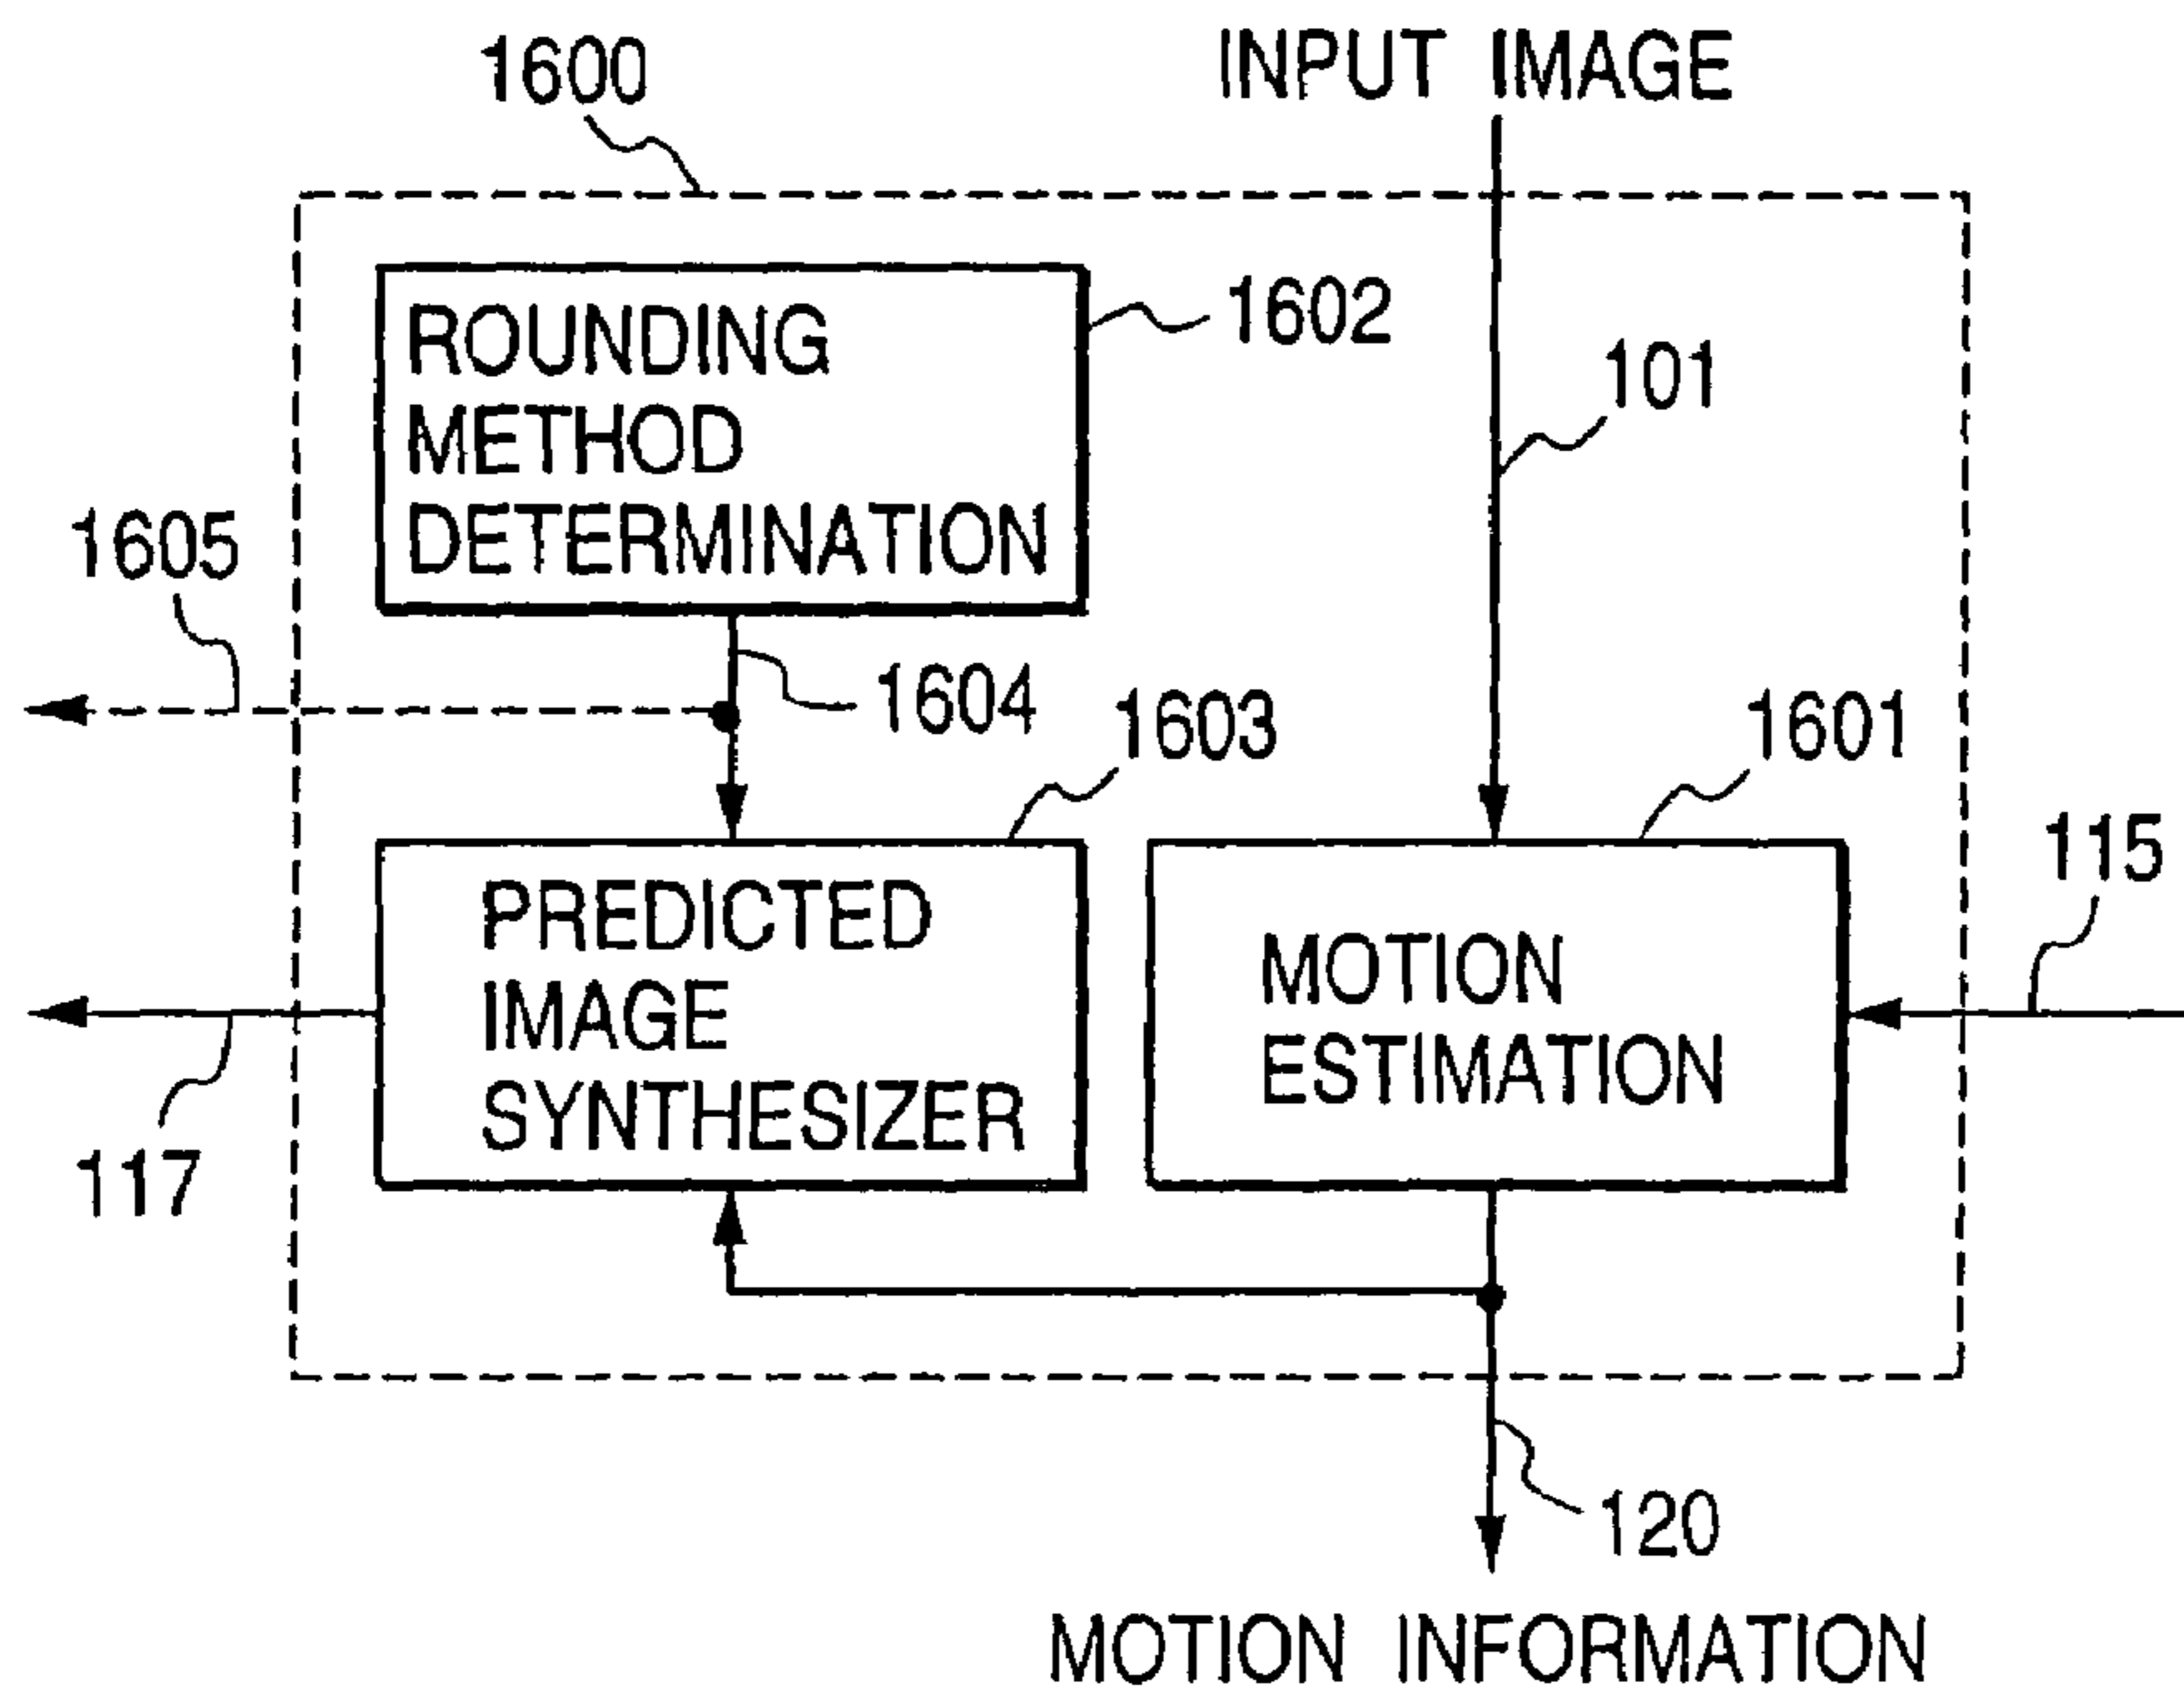 1600
INPUT IMAGE
ROUNDING
METHOD
DETERMINATION
1602
101
1605
1604
1603
1601
115
PREDICTED
IMAGE
SYNTHESIZER
MOTION
ESTIMATION
117
120
MOTION INFORMATION